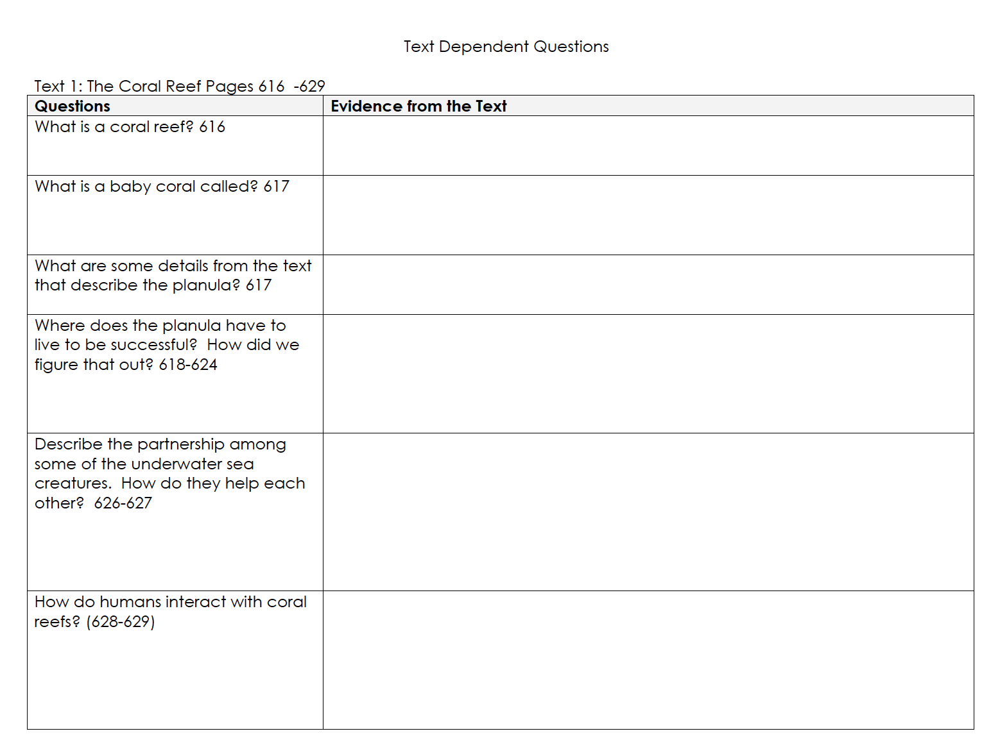 Text Dependent Questions
Text 1: The Coral Reef Pages 616  -629
Questions
Evidence from the Text
What is a coral reef? 616
What is a baby coral called? 617
What are some details from the text
that describe the planula? 617
Where does the planula have to
live to be successful?  How did we
figure that out? 618-624
Describe the partnership among
some of the underwater sea
creatures.  How do they help each
other?  626-627
How do humans interact with coral
reefs? (628-629)